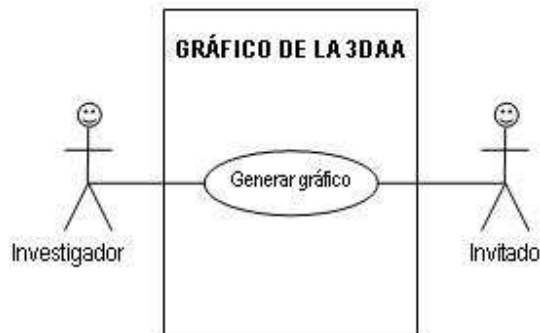 GRÁFICO DE LA 3DAA
Generar gráfico
Investigador
Invitado